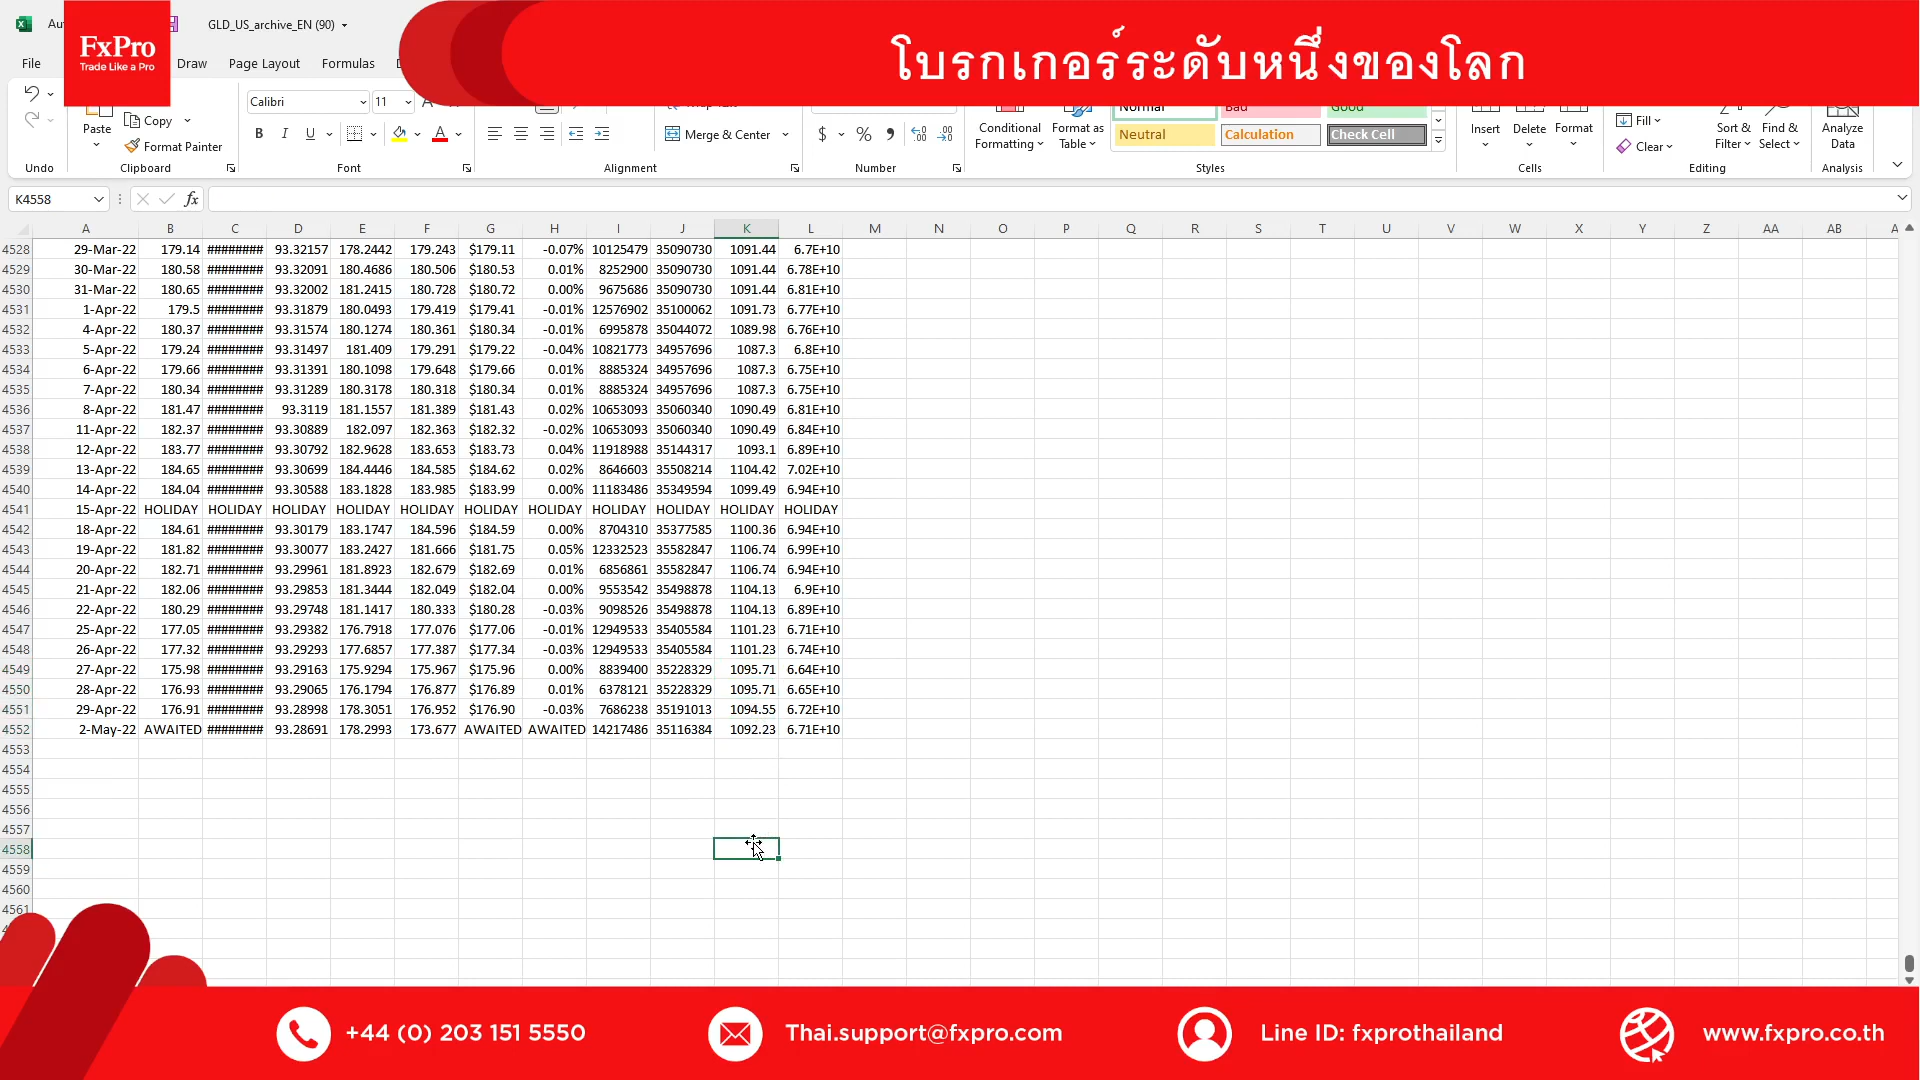 GLD_US_archive_EN (90)
FxPro
Trade Like a Pro
โบรกเกอร์ระดับหนึ่งของโลก
File Draw Page Layout Formulas
Calibri 11
Paste Copy Format Painter
B I U A
Merge & Center
$ % 9
Conditional Formatting Format as Table
Normal Bad Good
Neutral Calculation Check Cell
Insert Delete Format
Fill Clear
Sort & Filter Find & Select
Analyze Data
Undo Clipboard Font Alignment Number Styles Cells Editing Analysis
K4558 fx
A B C D E F G H I J K L M N O P Q R S T U V W X Y Z AA AB
4528 29-Mar-22 179.14 ######## 93.32157 178.2442 179.243 $179.11 -0.07% 10125479 35090730 1091.44 6.7E+10
4529 30-Mar-22 180.58 ######## 93.32091 180.4686 180.506 $180.53 0.01% 8252900 35090730 1091.44 6.78E+10
4530 31-Mar-22 180.65 ######## 93.32002 181.2415 180.728 $180.72 0.00% 9675686 35090730 1091.44 6.81E+10
4531 1-Apr-22 179.5 ######## 93.31879 180.0493 179.419 $179.41 -0.01% 12576902 35100062 1091.73 6.77E+10
4532 4-Apr-22 180.37 ######## 93.31574 180.1274 180.361 $180.34 -0.01% 6995878 35044072 1089.98 6.76E+10
4533 5-Apr-22 179.24 ######## 93.31497 181.409 179.291 $179.22 -0.04% 10821773 34957696 1087.3 6.8E+10
4534 6-Apr-22 179.66 ######## 93.31391 180.1098 179.648 $179.66 0.01% 8885324 34957696 1087.3 6.75E+10
4535 7-Apr-22 180.34 ######## 93.31289 180.3178 180.318 $180.34 0.01% 8885324 34957696 1087.3 6.75E+10
4536 8-Apr-22 181.47 ######## 93.3119 181.1557 181.389 $181.43 0.02% 10653093 35060340 1090.49 6.81E+10
4537 11-Apr-22 182.37 ######## 93.30889 182.097 182.363 $182.32 -0.02% 10653093 35060340 1090.49 6.84E+10
4538 12-Apr-22 183.77 ######## 93.30792 182.9628 183.653 $183.73 0.04% 11918988 35144317 1093.1 6.89E+10
4539 13-Apr-22 184.65 ######## 93.30699 184.4446 184.585 $184.62 0.02% 8646603 35508214 1104.42 7.02E+10
4540 14-Apr-22 184.04 ######## 93.30588 183.1828 183.985 $183.99 0.00% 11183486 35349594 1099.49 6.94E+10
4541 15-Apr-22 HOLIDAY HOLIDAY HOLIDAY HOLIDAY HOLIDAY HOLIDAY HOLIDAY HOLIDAY HOLIDAY HOLIDAY HOLIDAY
4542 18-Apr-22 184.61 ######## 93.30179 183.1747 184.596 $184.59 0.00% 8704310 35377585 1100.36 6.94E+10
4543 19-Apr-22 181.82 ######## 93.30077 183.2427 181.666 $181.75 0.05% 12332523 35582847 1106.74 6.99E+10
4544 20-Apr-22 182.71 ######## 93.29961 181.8923 182.679 $182.69 0.01% 6856861 35582847 1106.74 6.94E+10
4545 21-Apr-22 182.06 ######## 93.29853 181.3444 182.049 $182.04 0.00% 9553542 35498878 1104.13 6.9E+10
4546 22-Apr-22 180.29 ######## 93.29748 181.1417 180.333 $180.28 -0.03% 9098526 35498878 1104.13 6.89E+10
4547 25-Apr-22 177.05 ######## 93.29382 176.7918 177.076 $177.06 -0.01% 12949533 35405584 1101.23 6.71E+10
4548 26-Apr-22 177.32 ######## 93.29293 177.6857 177.387 $177.34 -0.03% 12949533 35405584 1101.23 6.74E+10
4549 27-Apr-22 175.98 ######## 93.29163 175.9294 175.967 $175.96 0.00% 8839400 35228329 1095.71 6.64E+10
4550 28-Apr-22 176.93 ######## 93.29065 176.1794 176.877 $176.89 0.01% 6378121 35228329 1095.71 6.65E+10
4551 29-Apr-22 176.91 ######## 93.28998 178.3051 176.952 $176.90 -0.03% 7686238 35191013 1094.55 6.72E+10
4552 2-May-22 AWAITED ######## 93.28691 178.2993 173.677 AWAITED AWAITED 14217486 35116384 1092.23 6.71E+10
4553
4554
4555
4556
4557
4558
4559
4560
4561
+44 (0) 203 151 5550 Thai.support@fxpro.com Line ID: fxprothailand www.fxpro.co.th